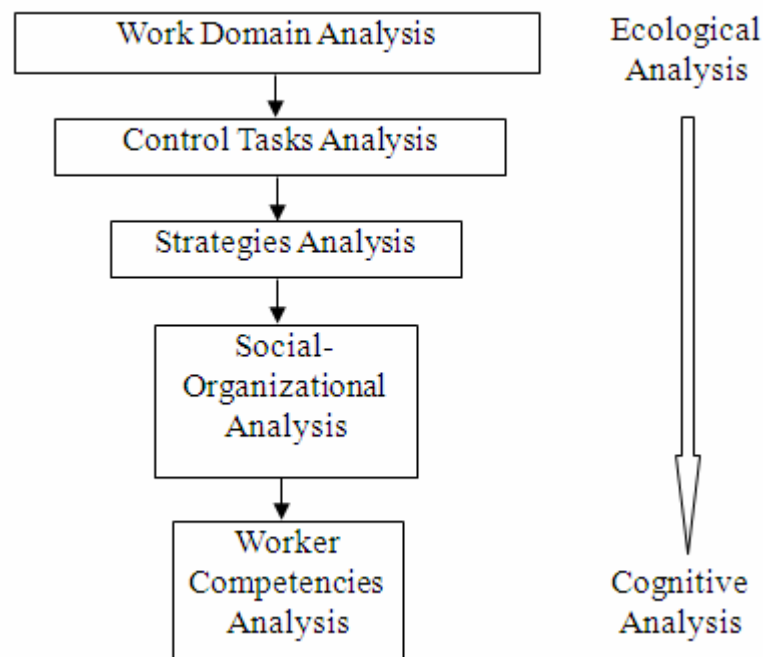 Work Domain Analysis
Control Tasks Analysis
Strategies Analysis
Social-
Organizational
Analysis
Worker
Competencies
Analysis
Ecological
Analysis
Cognitive
Analysis